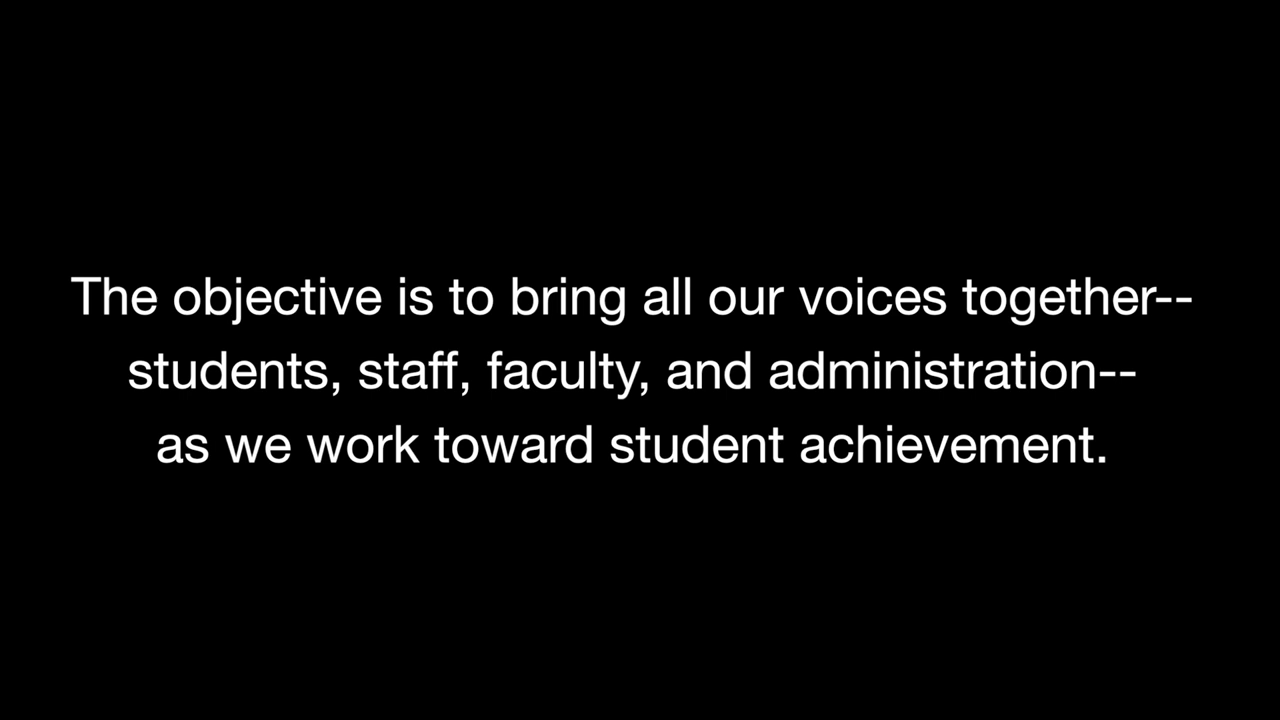 The objective is to bring all our voices together--
students, staff, faculty, and administration--
as we work toward student achievement.